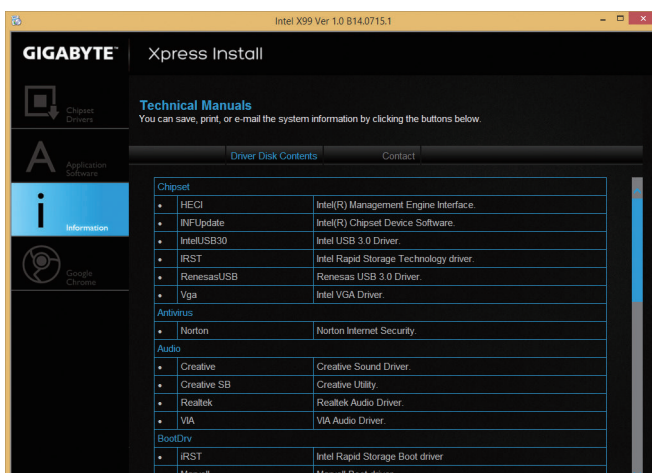 Intel X99 Ver 1.0 B14.0715.1
GIGABYTE™ Xpress Install
Chipset
Drivers
Application
Software
Information
Google
Chrome
Technical Manuals
You can save, print, or e-mail the system information by clicking the buttons below.
Driver Disk Contents Contact
Chipset
• HECI Intel(R) Management Engine Interface.
• INFUpdate Intel(R) Chipset Device Software.
• IntelUSB30 Intel USB 3.0 Driver.
• IRST Intel Rapid Storage Technology driver.
• RenesasUSB Renesas USB 3.0 Driver.
• Vga Intel VGA Driver.
Antivirus
• Norton Norton Internet Security.
Audio
• Creative Creative Sound Driver.
• Creative SB Creative Utility.
• Realtek Realtek Audio Driver.
• VIA VIA Audio Driver.
BootDrv
• iRST Intel Rapid Storage Boot driver